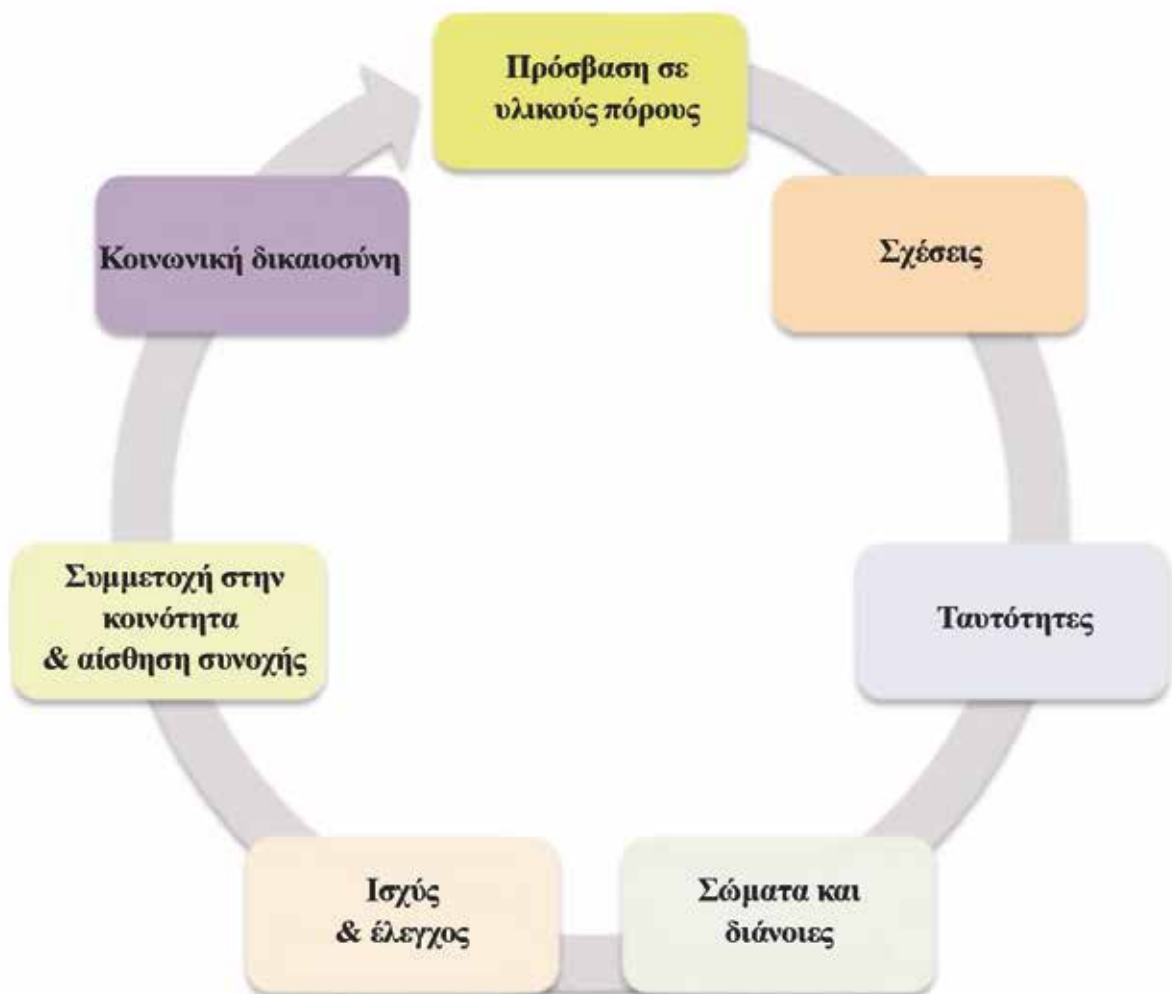 Πρόσβαση σε
υλικούς πόρους
Σχέσεις
Ταυτότητες
Σώματα και
διάνοιες
Ισχύς
& έλεγχος
Συμμετοχή στην
κοινότητα
& αίσθηση συνοχής
Κοινωνική δικαιοσύνη